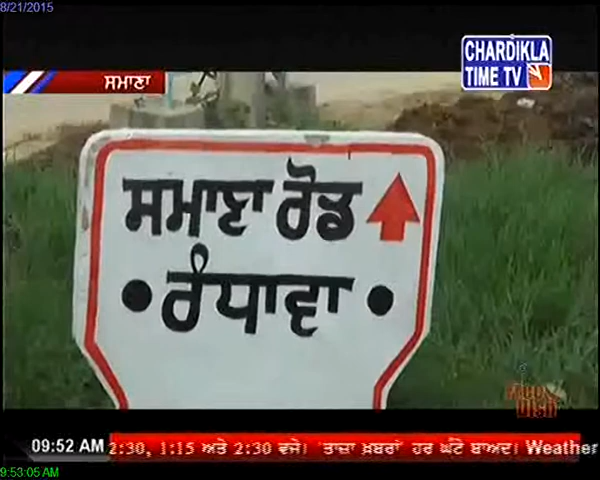 8/21/2015
CHARDIKLA
TIME TV
ਸਮਾਣਾ
ਸਮਾਣਾ ਰੋਡ
• ਰੰਧਾਵਾ •
09:52 AM
2:30, 1:15 ਅਤੇ 2:30 ਵਜੇ। 'ਤਾਜ਼ਾ ਖ਼ਬਰਾਂ' ਹਰ ਘੰਟੇ ਬਾਅਦ। Weather
9:53:05 AM